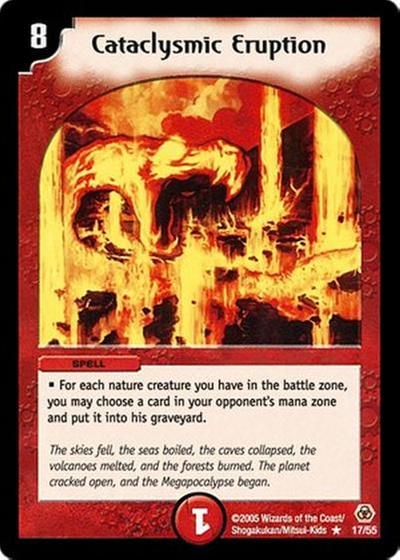 8
Cataclysmic Eruption
SPELL
▪ For each nature creature you have in the battle zone,
you may choose a card in your opponent's mana zone
and put it into his graveyard.
The skies fell, the seas boiled, the caves collapsed, the
volcanoes melted, and the forests burned. The planet
cracked open, and the Megapocalypse began.
1
©2005 Wizards of the Coast/
Shogakukan/Mitsui-Kids ★ 17/55